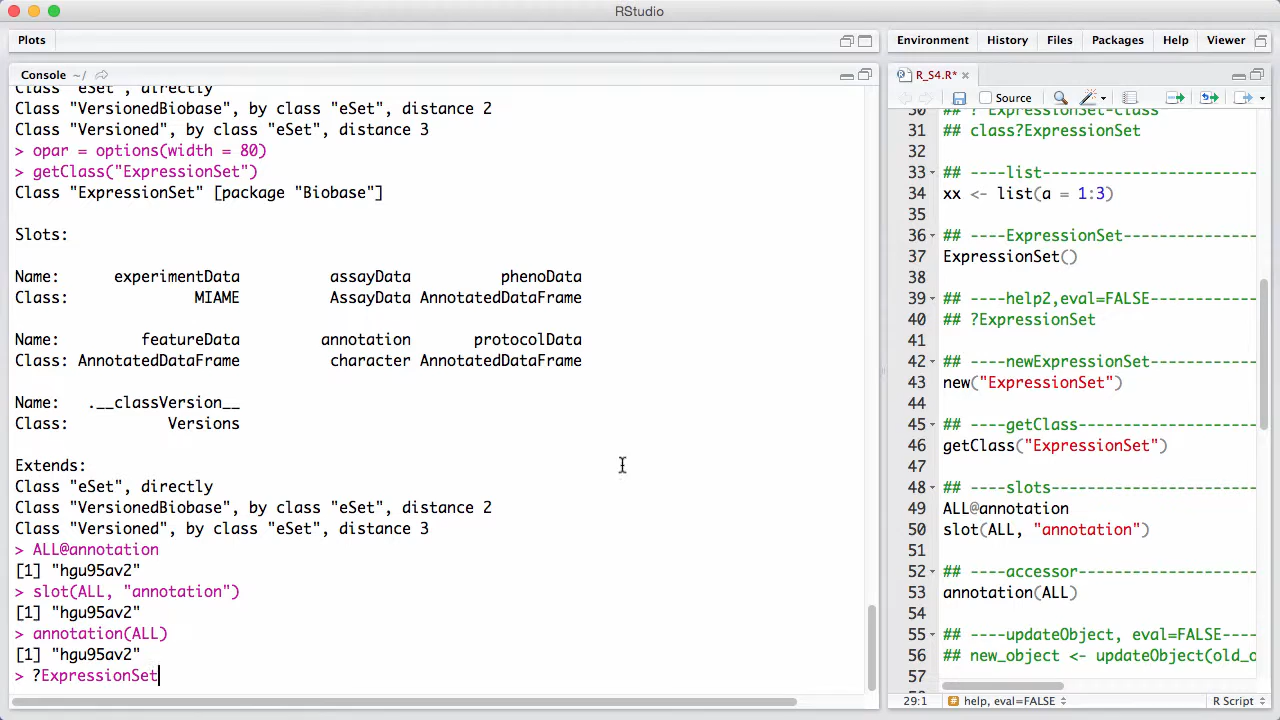 RStudio
Plots
Console ~/
Class "eSet", directly
Class "VersionedBiobase", by class "eSet", distance 2
Class "Versioned", by class "eSet", distance 3
> opar = options(width = 80)
> getClass("ExpressionSet")
Class "ExpressionSet" [package "Biobase"]
Slots:
Name: experimentData assayData phenoData
Class: MIAME AssayData AnnotatedDataFrame
Name: featureData annotation protocolData
Class: AnnotatedDataFrame character AnnotatedDataFrame
Name: .__classVersion__
Class: Versions
Extends:
Class "eSet", directly
Class "VersionedBiobase", by class "eSet", distance 2
Class "Versioned", by class "eSet", distance 3
> ALL@annotation
[1] "hgu95av2"
> slot(ALL, "annotation")
[1] "hgu95av2"
> annotation(ALL)
[1] "hgu95av2"
> ?ExpressionSet
Environment History Files Packages Help Viewer
R_S4.R*
Source
30 ## ?"ExpressionSet-class"
31 ## class?ExpressionSet
32
33 ## ----list-------------------------
34 xx <- list(a = 1:3)
35
36 ## ----ExpressionSet---------------
37 ExpressionSet()
38
39 ## ----help2,eval=FALSE------------
40 ## ?ExpressionSet
41
42 ## ----newExpressionSet------------
43 new("ExpressionSet")
44
45 ## ----getClass--------------------
46 getClass("ExpressionSet")
47
48 ## ----slots-----------------------
49 ALL@annotation
50 slot(ALL, "annotation")
51
52 ## ----accessor--------------------
53 annotation(ALL)
54
55 ## ----updateObject, eval=FALSE----
56 ## new_object <- updateObject(old_o
57
29:1 help, eval=FALSE R Script